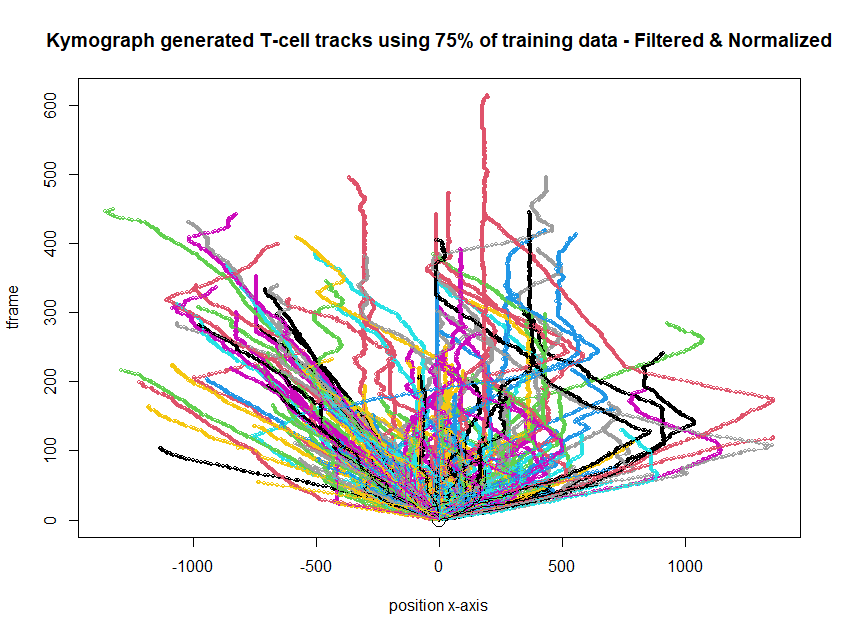 Kymograph generated T-cell tracks using 75% of training data - Filtered & Normalized
600
500
400
300
200
100
0
tframe
-1000 -500 0 500 1000
position x-axis